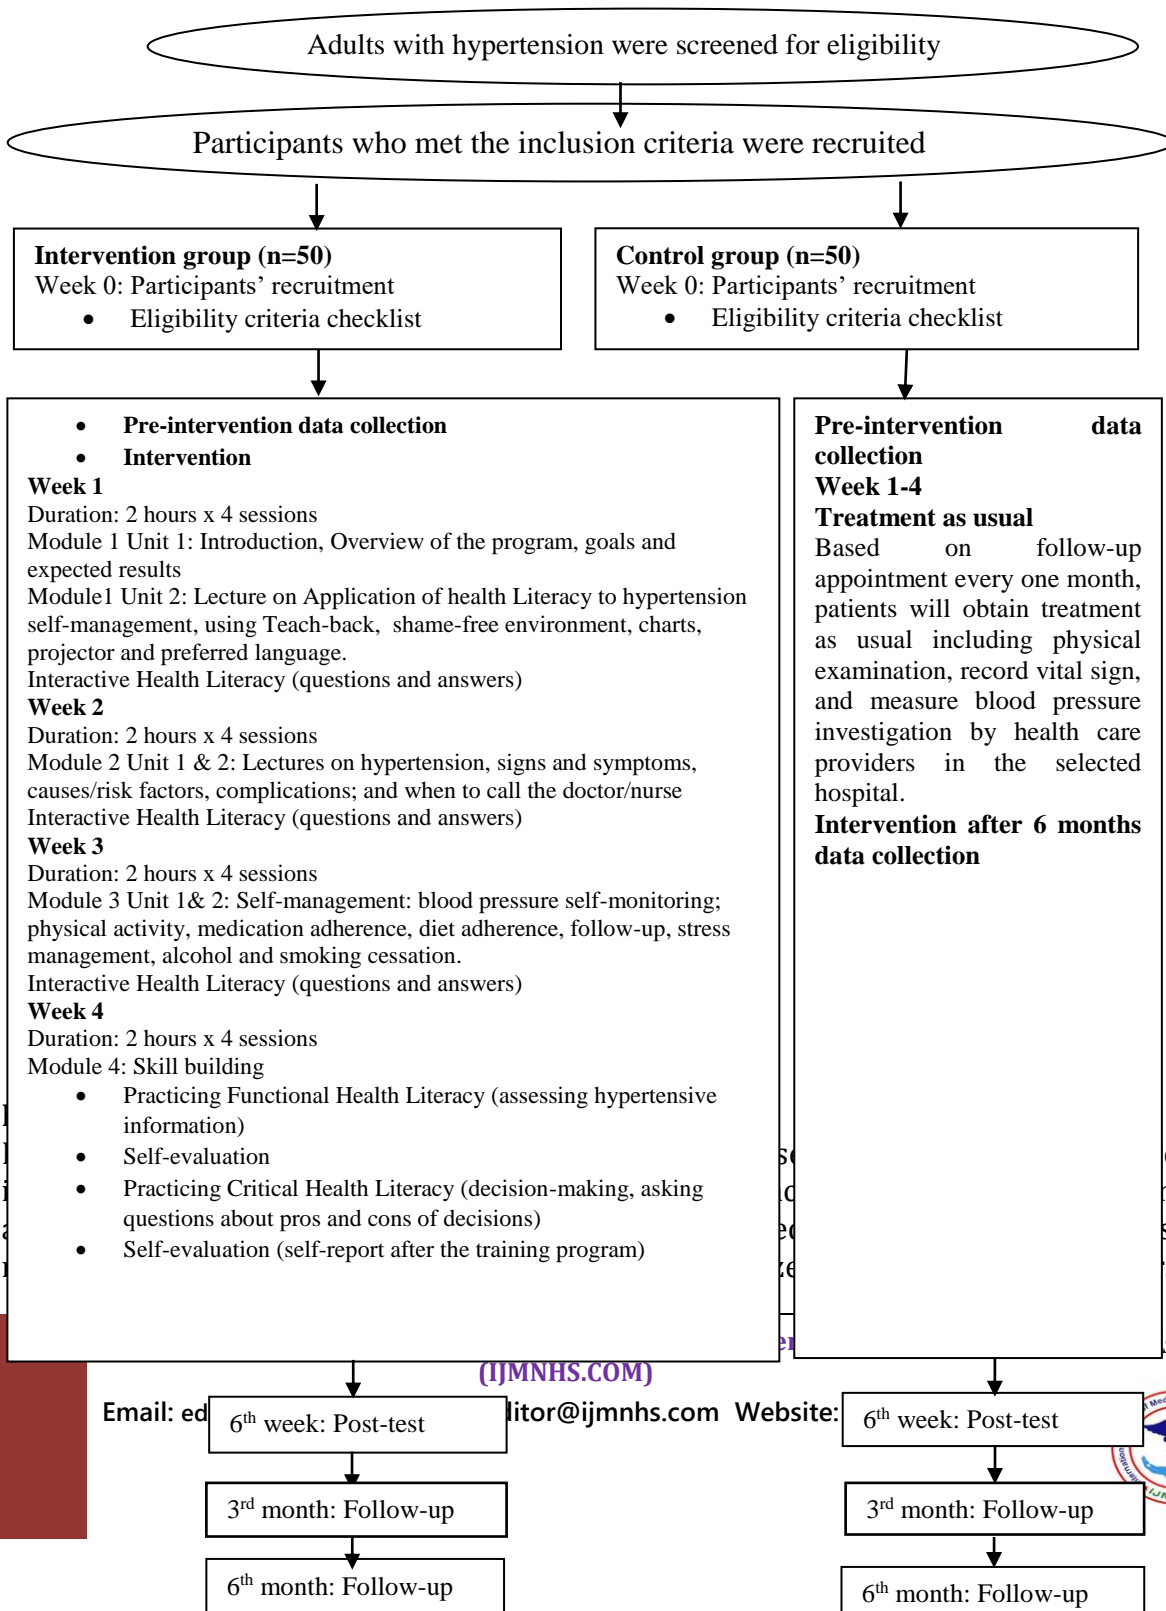 Adults with hypertension were screened for eligibility
Participants who met the inclusion criteria were recruited
Intervention group (n=50)
Week 0: Participants’ recruitment
• Eligibility criteria checklist
Control group (n=50)
Week 0: Participants’ recruitment
• Eligibility criteria checklist
• Pre-intervention data collection
• Intervention
Week 1
Duration: 2 hours x 4 sessions
Module 1 Unit 1: Introduction, Overview of the program, goals and
expected results
Module1 Unit 2: Lecture on Application of health Literacy to hypertension
self-management, using Teach-back, shame-free environment, charts,
projector and preferred language.
Interactive Health Literacy (questions and answers)
Week 2
Duration: 2 hours x 4 sessions
Module 2 Unit 1 & 2: Lectures on hypertension, signs and symptoms,
causes/risk factors, complications; and when to call the doctor/nurse
Interactive Health Literacy (questions and answers)
Week 3
Duration: 2 hours x 4 sessions
Module 3 Unit 1& 2: Self-management: blood pressure self-monitoring;
physical activity, medication adherence, diet adherence, follow-up, stress
management, alcohol and smoking cessation.
Interactive Health Literacy (questions and answers)
Week 4
Duration: 2 hours x 4 sessions
Module 4: Skill building
• Practicing Functional Health Literacy (assessing hypertensive
information)
• Self-evaluation
• Practicing Critical Health Literacy (decision-making, asking
questions about pros and cons of decisions)
• Self-evaluation (self-report after the training program)
Pre-intervention data
collection
Week 1-4
Treatment as usual
Based on follow-up
appointment every one month,
patients will obtain treatment
as usual including physical
examination, record vital sign,
and measure blood pressure
investigation by health care
providers in the selected
hospital.
Intervention after 6 months
data collection
(IJMNHS.COM)
Email: ed itor@ijmnhs.com Website:
6th week: Post-test
3rd month: Follow-up
6th month: Follow-up
6th week: Post-test
3rd month: Follow-up
6th month: Follow-up